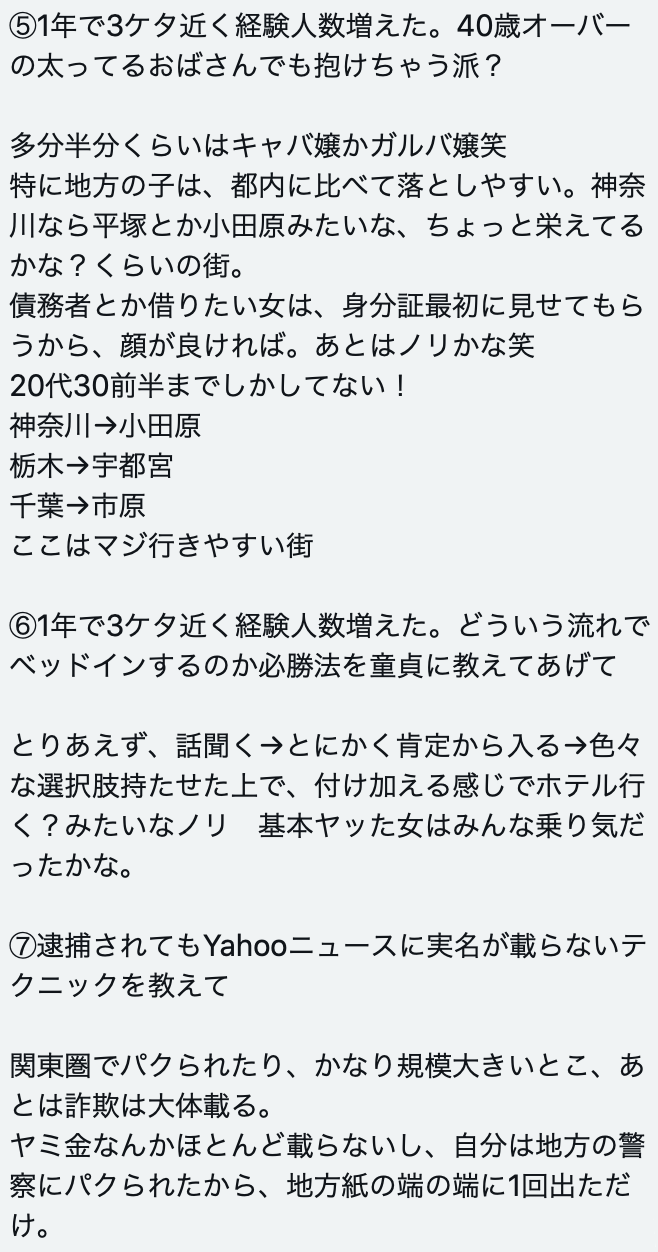 ⑤1年で3ケタ近く経験人数増えた。40歳オーバー
の太ってるおばさんでも抱けちゃう派？
多分半分くらいはキャバ嬢かガルバ嬢笑
特に地方の子は、都内に比べて落としやすい。神奈
川なら平塚とか小田原みたいな、ちょっと栄えてる
かな？くらいの街。
債務者とか借りたい女は、身分証最初に見せてもら
うから、顔が良ければ。あとはノリかな笑
20代30前半までしかしてない！
神奈川→小田原
栃木→宇都宮
千葉→市原
ここはマジ行きやすい街
⑥1年で3ケタ近く経験人数増えた。どういう流れで
ベッドインするのか必勝法を童貞に教えてあげて
とりあえず、話聞く→とにかく肯定から入る→色々
な選択肢持たせた上で、付け加える感じでホテル行
く？みたいなノリ　基本ヤッた女はみんな乗り気だ
ったかな。
⑦逮捕されてもYahooニュースに実名が載らないテ
クニックを教えて
関東圏でパクられたり、かなり規模大きいとこ、あ
とは詐欺は大体載る。
ヤミ金なんかほとんど載らないし、自分は地方の警
察にパクられたから、地方紙の端の端に1回出ただ
け。